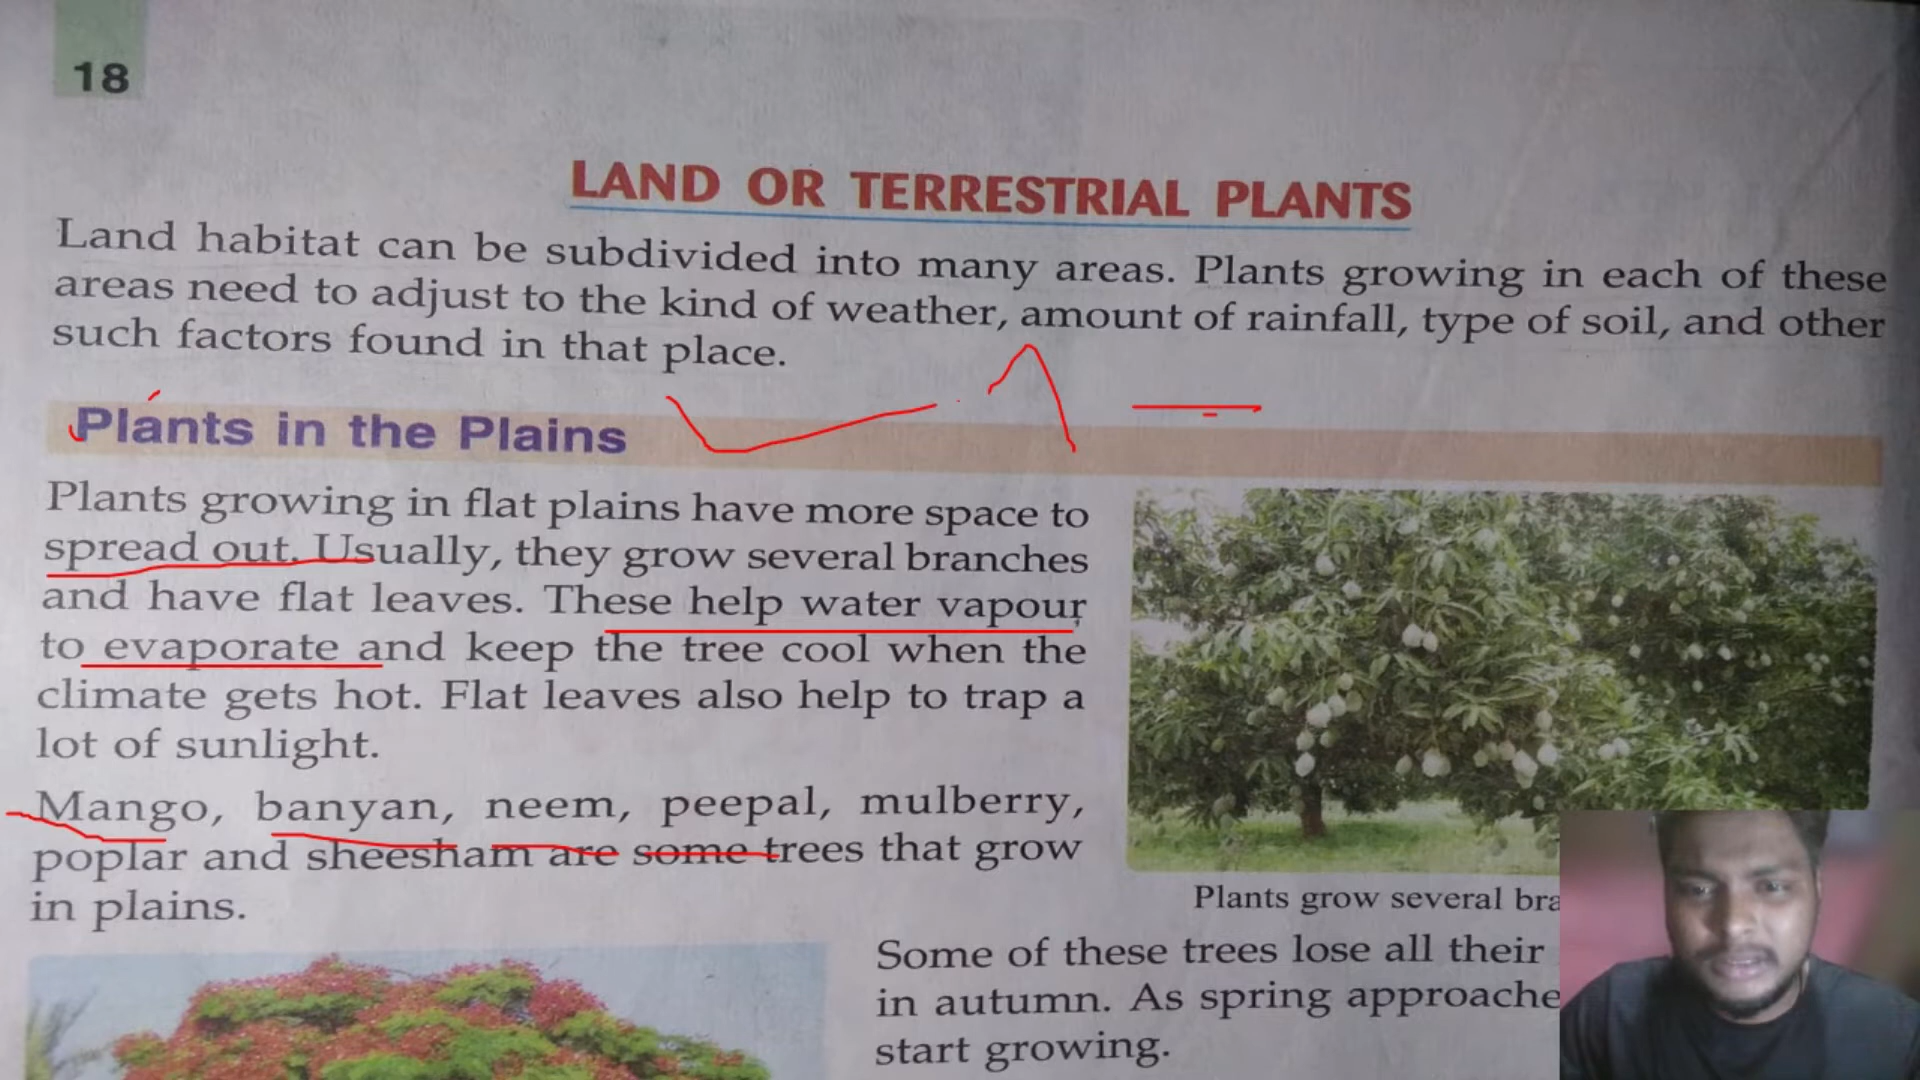 18
LAND OR TERRESTRIAL PLANTS
Land habitat can be subdivided into many areas. Plants growing in each of these
areas need to adjust to the kind of weather, amount of rainfall, type of soil, and other
such factors found in that place.
Plants in the Plains
Plants growing in flat plains have more space to
spread out. Usually, they grow several branches
and have flat leaves. These help water vapour
to evaporate and keep the tree cool when the
climate gets hot. Flat leaves also help to trap a
lot of sunlight.
Mango, banyan, neem, peepal, mulberry,
poplar and sheesham are some trees that grow
in plains.
Plants grow several bra
Some of these trees lose all their
in autumn. As spring approache
start growing.